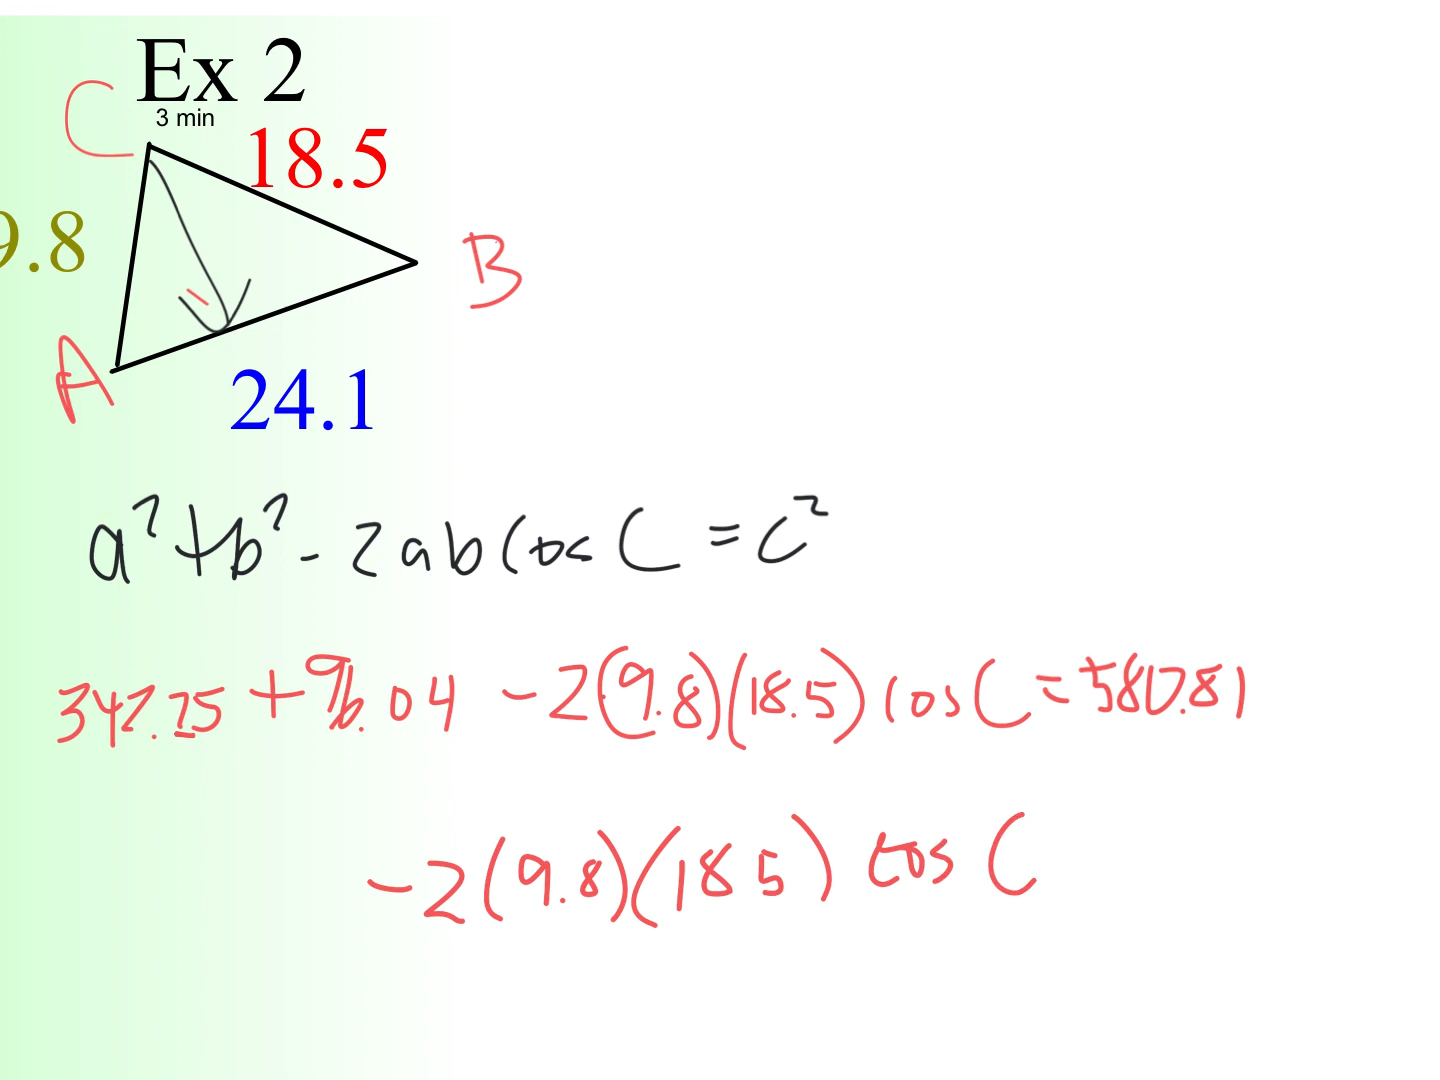 Ex 2
3 min
C
18.5
9.8
B
A
24.1
a² + b² - 2ab Cos C = c²
342.25 + 96.04 - 2(9.8)(18.5) cos C = 580.81
-2(9.8)(18.5) cos C